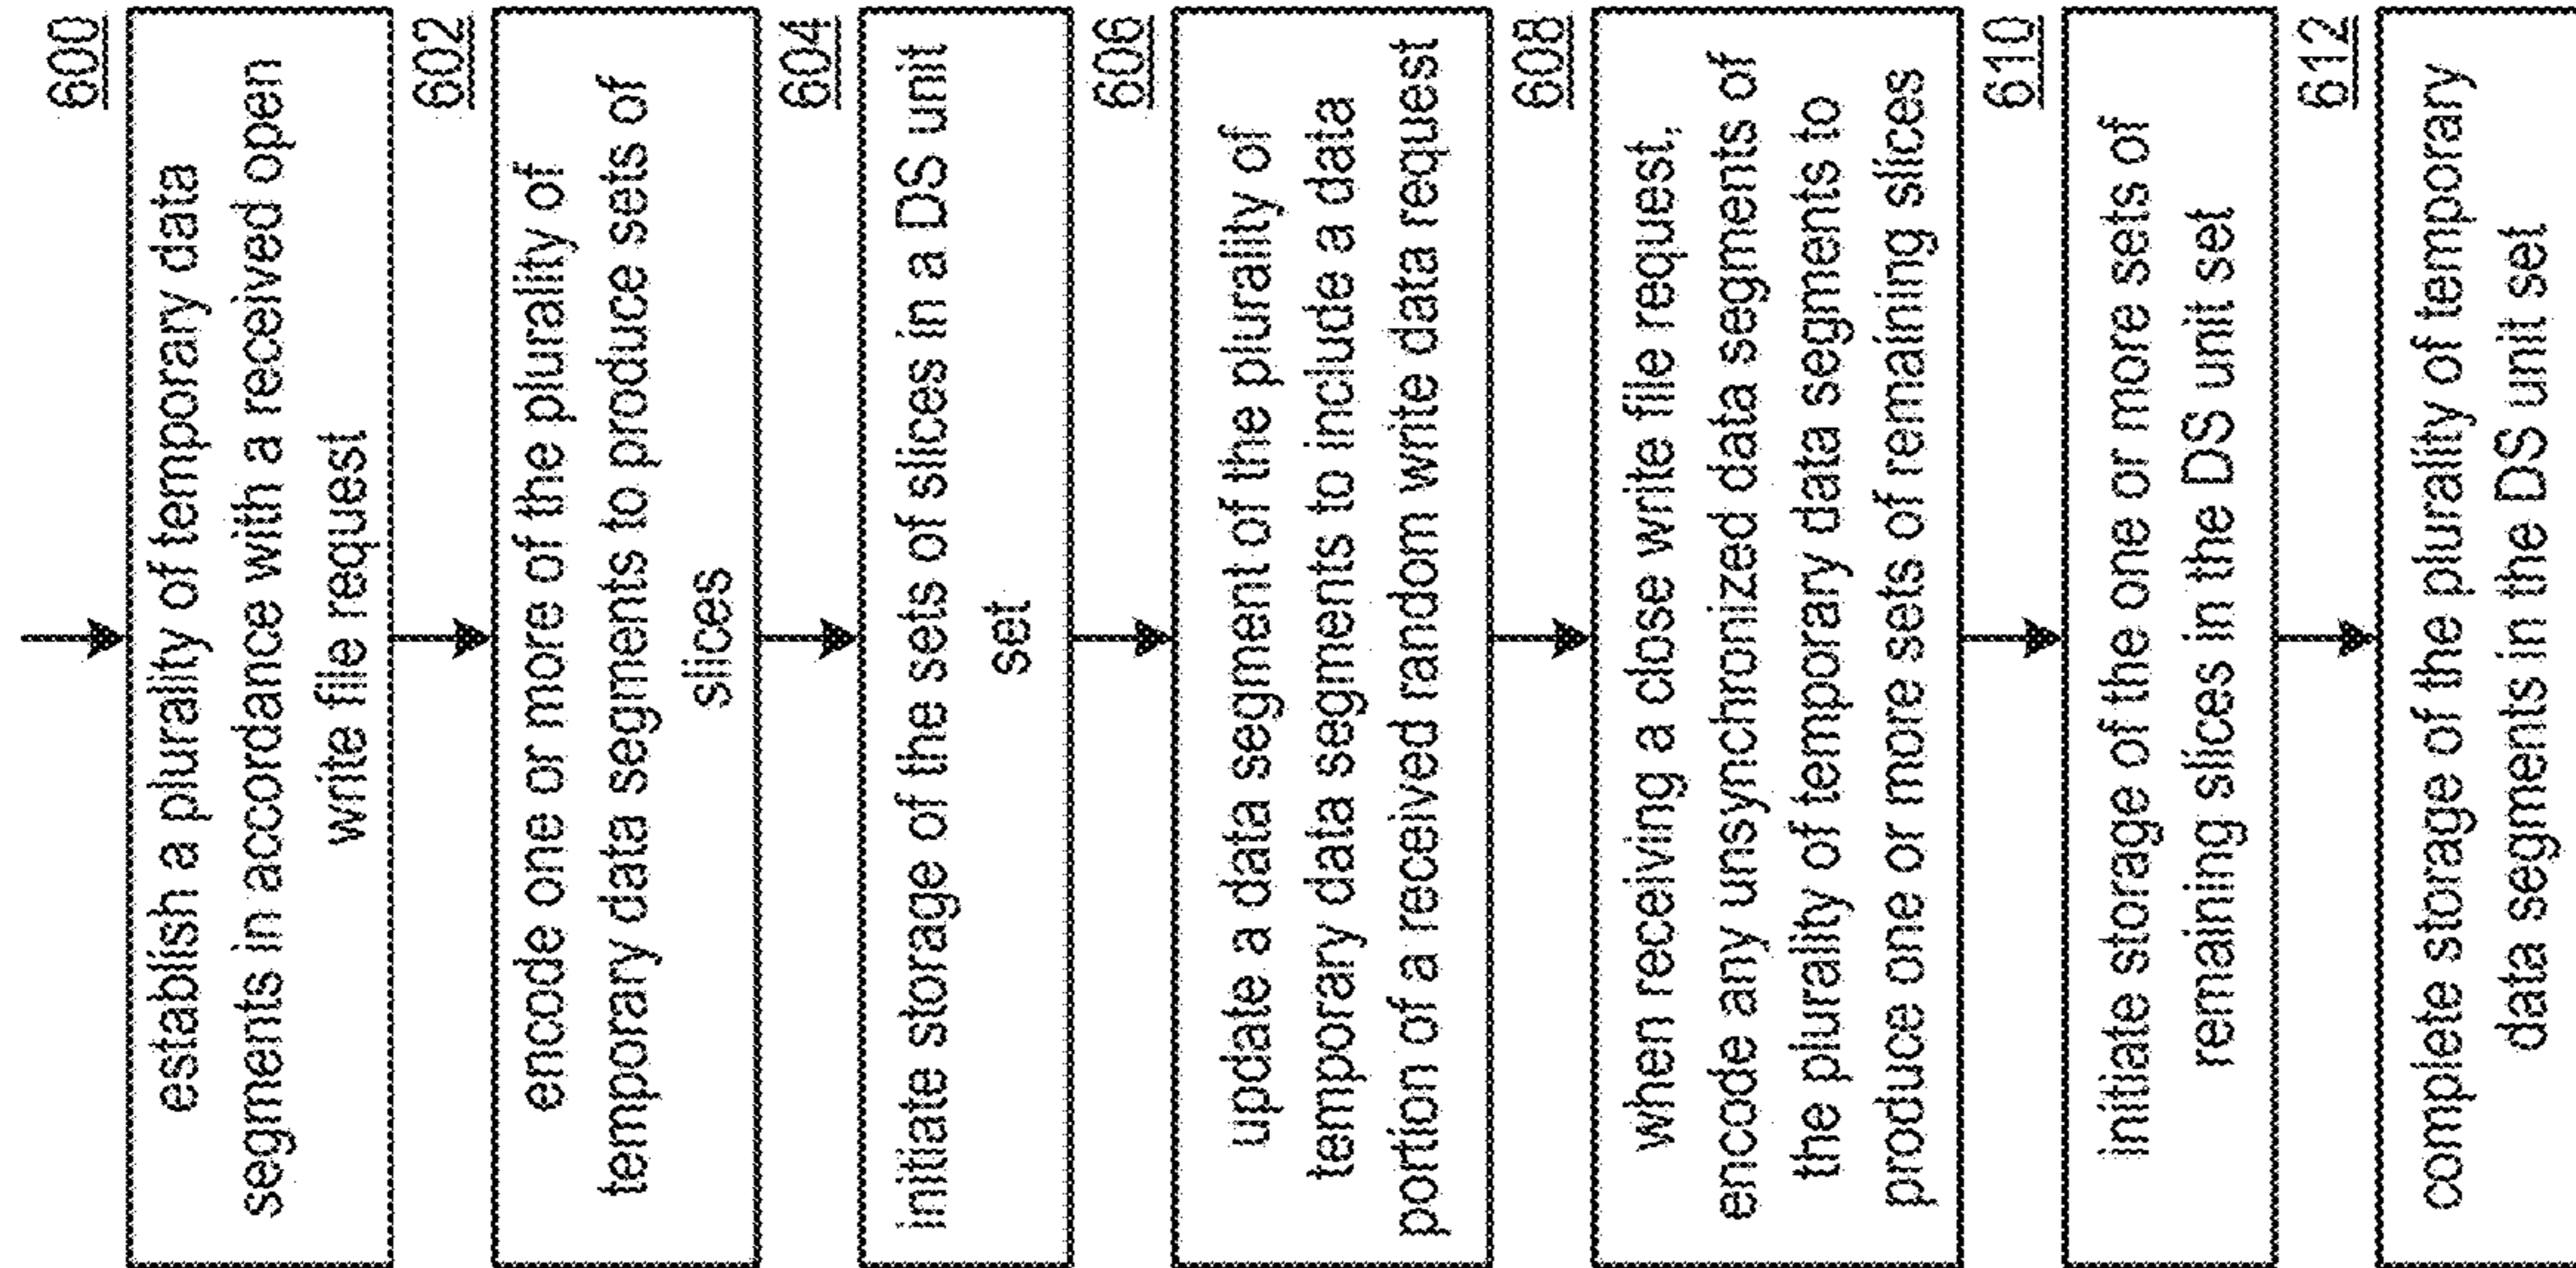 600
establish a plurality of temporary data
segments in accordance with a received open
write file request
602
encode one or more of the plurality of
temporary data segments to produce sets of
slices
604
initiate storage of the sets of slices in a DS unit
set
606
update a data segment of the plurality of
temporary data segments to include a data
portion of a received random write data request
608
when receiving a close write file request,
encode any unsynchronized data segments of
the plurality of temporary data segments to
produce one or more sets of remaining slices
610
initiate storage of the one or more sets of
remaining slices in the DS unit set
612
complete storage of the plurality of temporary
data segments in the DS unit set